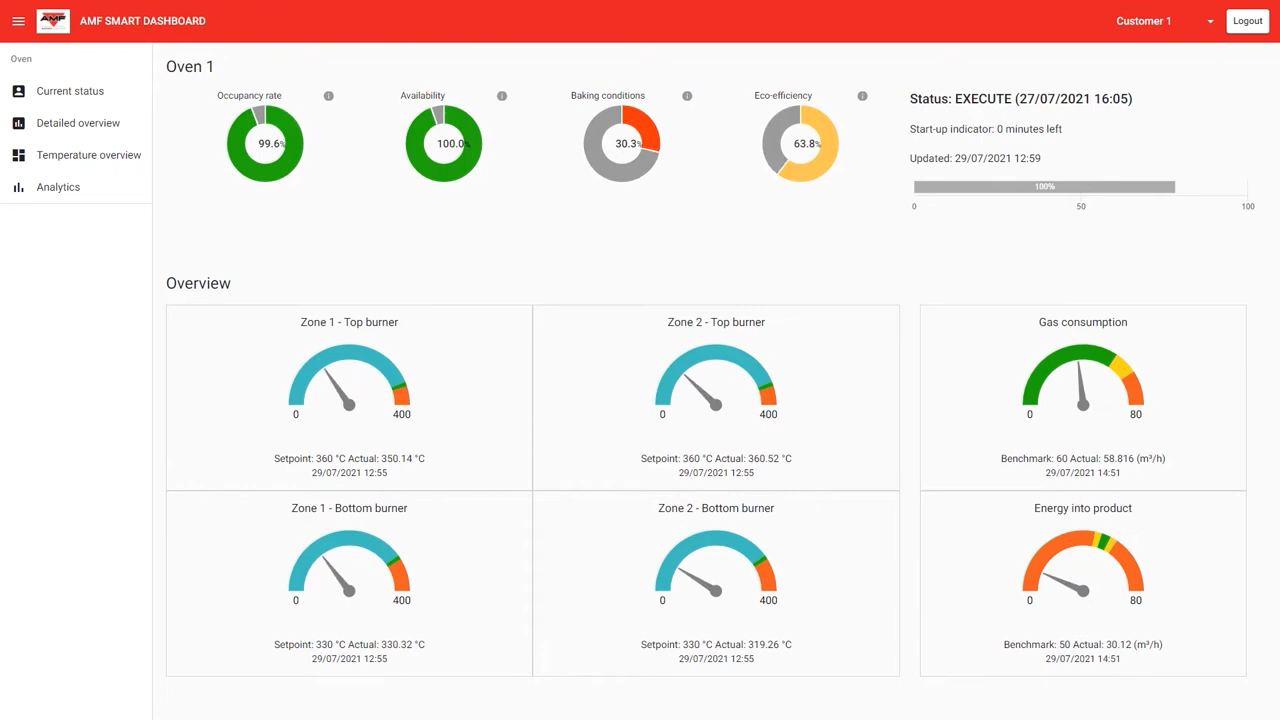 AMF
AMF SMART DASHBOARD
Customer 1
Logout
Oven
Current status
Detailed overview
Temperature overview
Analytics
Oven 1
Occupancy rate
99.6%
Availability
100.0%
Baking conditions
30.3%
Eco-efficiency
63.8%
Status: EXECUTE (27/07/2021 16:05)
Start-up indicator: 0 minutes left
Updated: 29/07/2021 12:59
100%
0 50 100
Overview
Zone 1 - Top burner
0 400
Setpoint: 360 °C Actual: 350.14 °C
29/07/2021 12:55
Zone 2 - Top burner
0 400
Setpoint: 360 °C Actual: 360.52 °C
29/07/2021 12:55
Gas consumption
0 80
Benchmark: 60 Actual: 58.816 (m³/h)
29/07/2021 14:51
Zone 1 - Bottom burner
0 400
Setpoint: 330 °C Actual: 330.32 °C
29/07/2021 12:55
Zone 2 - Bottom burner
0 400
Setpoint: 330 °C Actual: 319.26 °C
29/07/2021 12:55
Energy into product
0 80
Benchmark: 50 Actual: 30.12 (m³/h)
29/07/2021 14:51